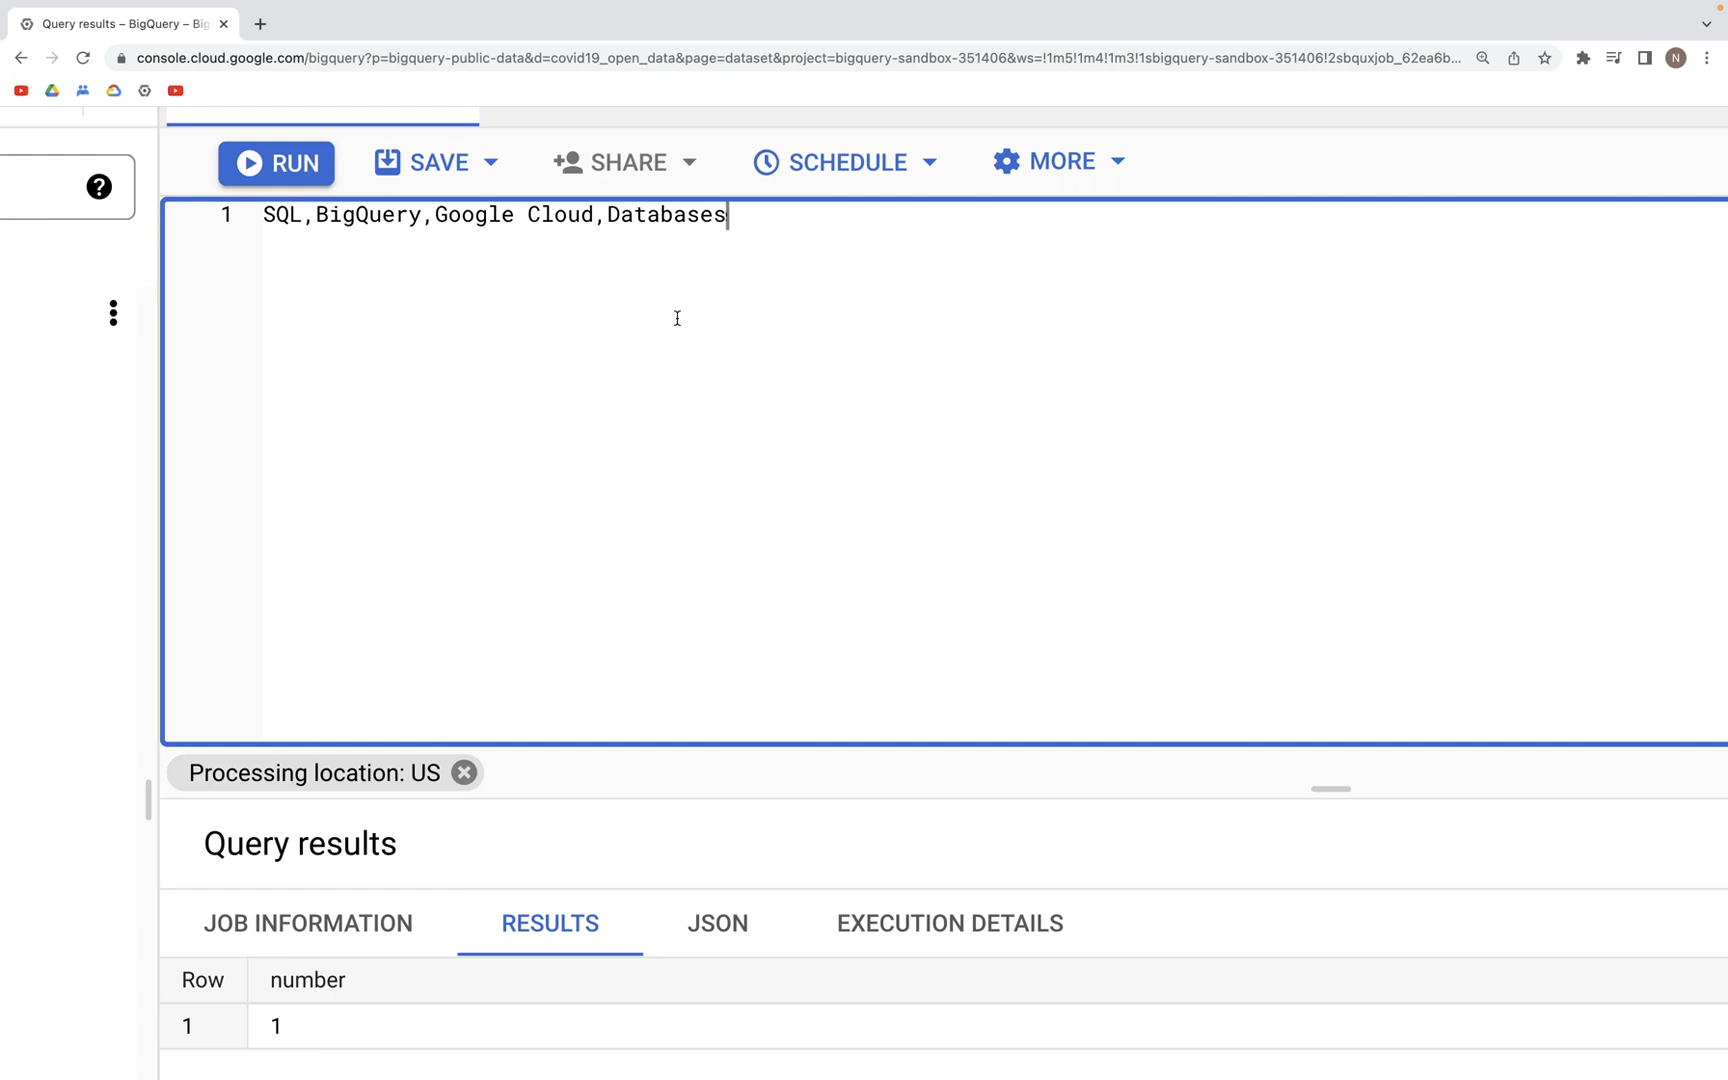 Query results – BigQuery – Big
console.cloud.google.com/bigquery?p=bigquery-public-data&d=covid19_open_data&page=dataset&project=bigquery-sandbox-351406&ws=!1m5!1m4!1m3!1sbigquery-sandbox-351406!2sbquxjob_62ea6b...
N
RUN SAVE SHARE SCHEDULE MORE
?
1 SQL,BigQuery,Google Cloud,Databases
Processing location: US
Query results
JOB INFORMATION RESULTS JSON EXECUTION DETAILS
Row number
1 1